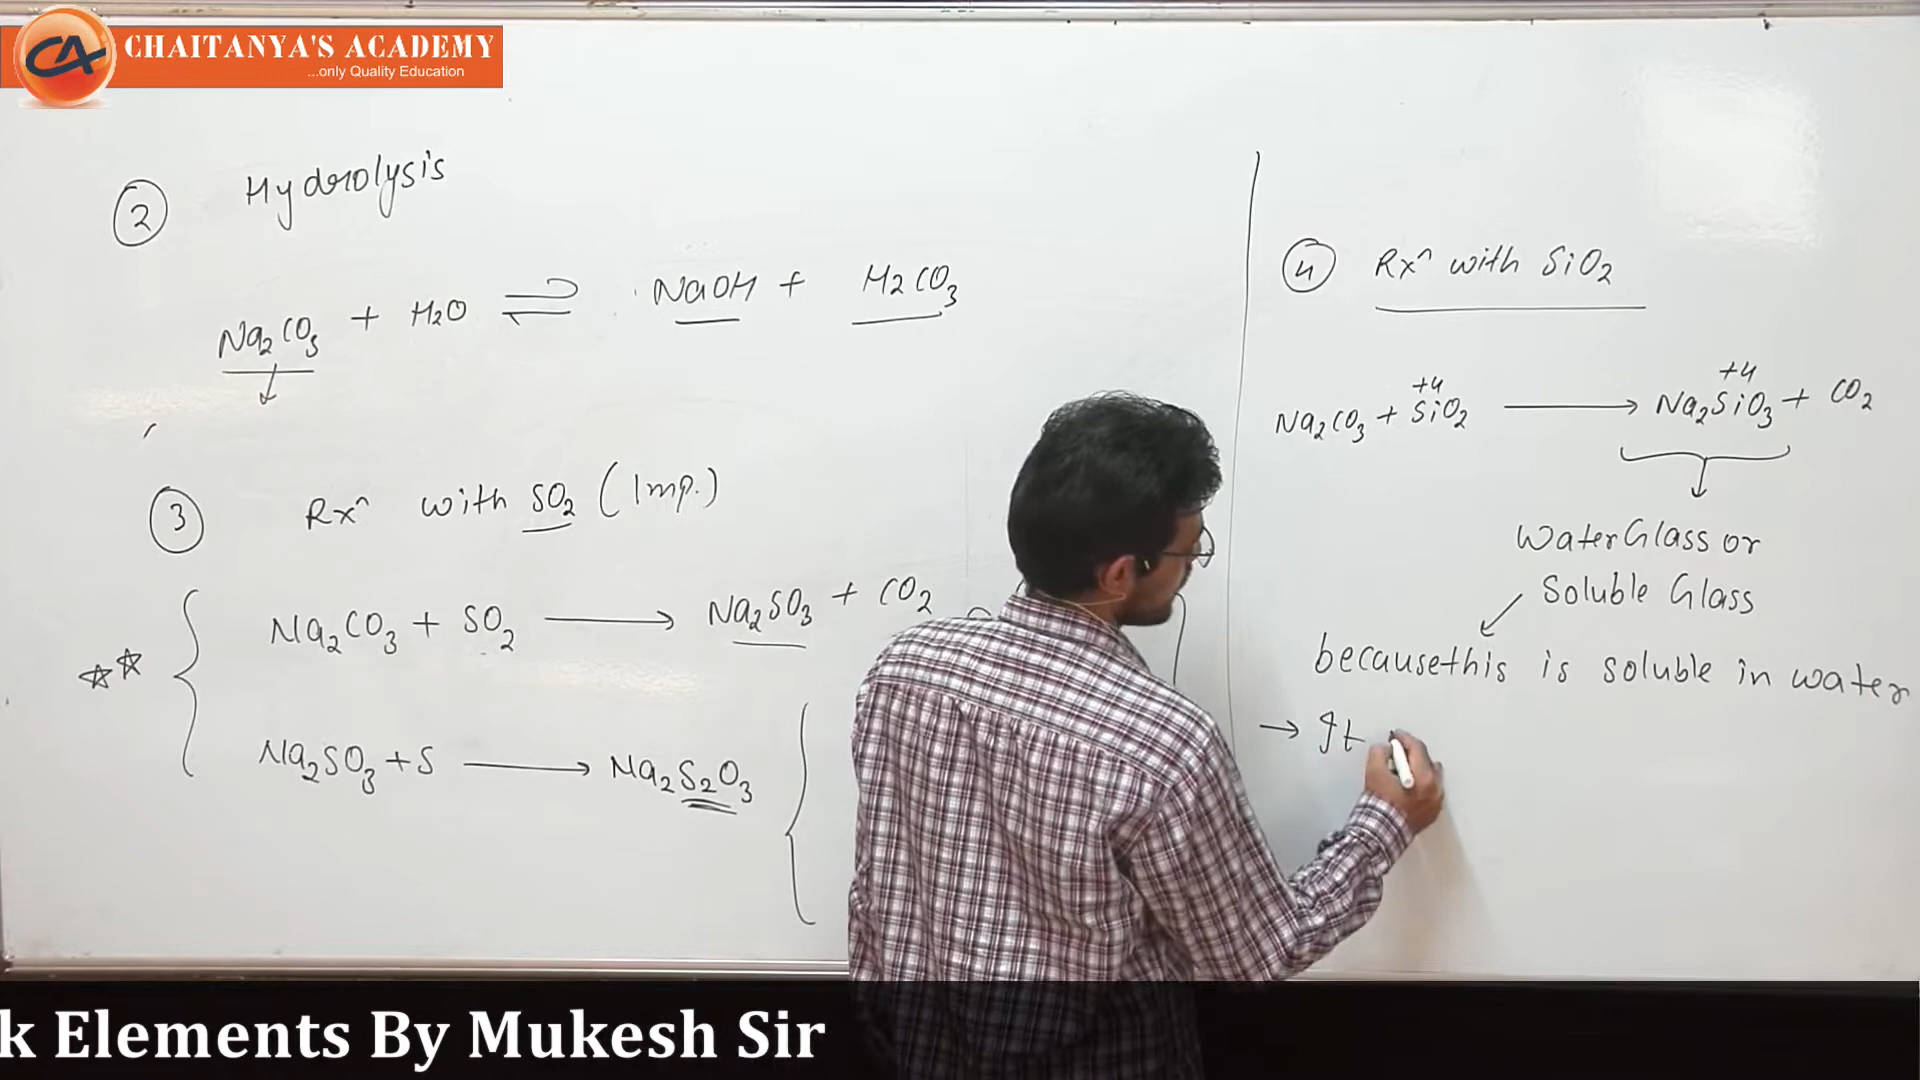 CHAITANYA'S ACADEMY
...only Quality Education
② Hydrolysis
Na₂CO₃ + H₂O ⇌ NaOH + H₂CO₃
③ Rxⁿ with SO₂ (Imp.)
Na₂CO₃ + SO₂ → Na₂SO₃ + CO₂
Na₂SO₃ + S → Na₂S₂O₃
④ Rxⁿ with SiO₂
+4 +4
Na₂CO₃ + SiO₂ → Na₂SiO₃ + CO₂
Water Glass or
Soluble Glass
because this is soluble in water
→ It
k Elements By Mukesh Sir